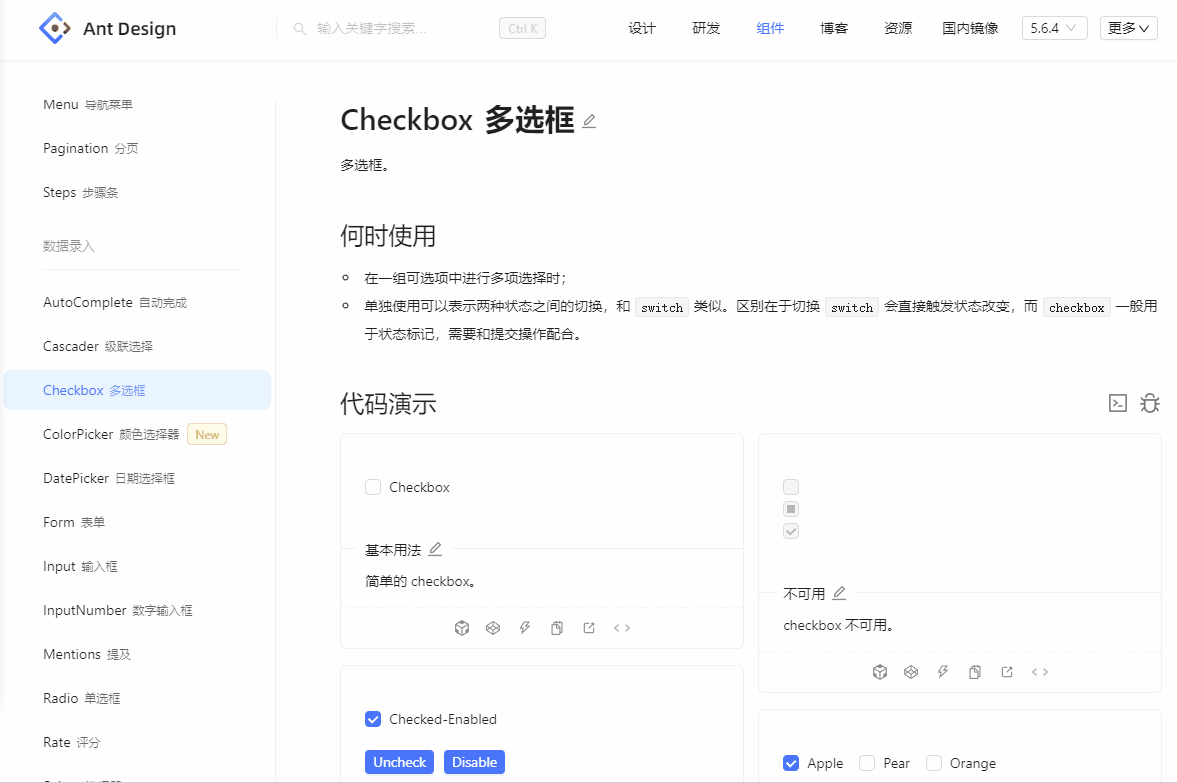 Ant Design
输入关键字搜索...
Ctrl K
设计
研发
组件
博客
资源
国内镜像
5.6.4
更多
Menu 导航菜单
Pagination 分页
Steps 步骤条
数据录入
AutoComplete 自动完成
Cascader 级联选择
Checkbox 多选框
ColorPicker 颜色选择器 New
DatePicker 日期选择框
Form 表单
Input 输入框
InputNumber 数字输入框
Mentions 提及
Radio 单选框
Rate 评分
Checkbox 多选框
多选框。
何时使用
在一组可选项中进行多项选择时；
单独使用可以表示两种状态之间的切换，和 switch 类似。区别在于切换 switch 会直接触发状态改变，而 checkbox 一般用
于状态标记，需要和提交操作配合。
代码演示
Checkbox
基本用法
简单的 checkbox。
不可用
checkbox 不可用。
Checked-Enabled
Uncheck
Disable
Apple
Pear
Orange